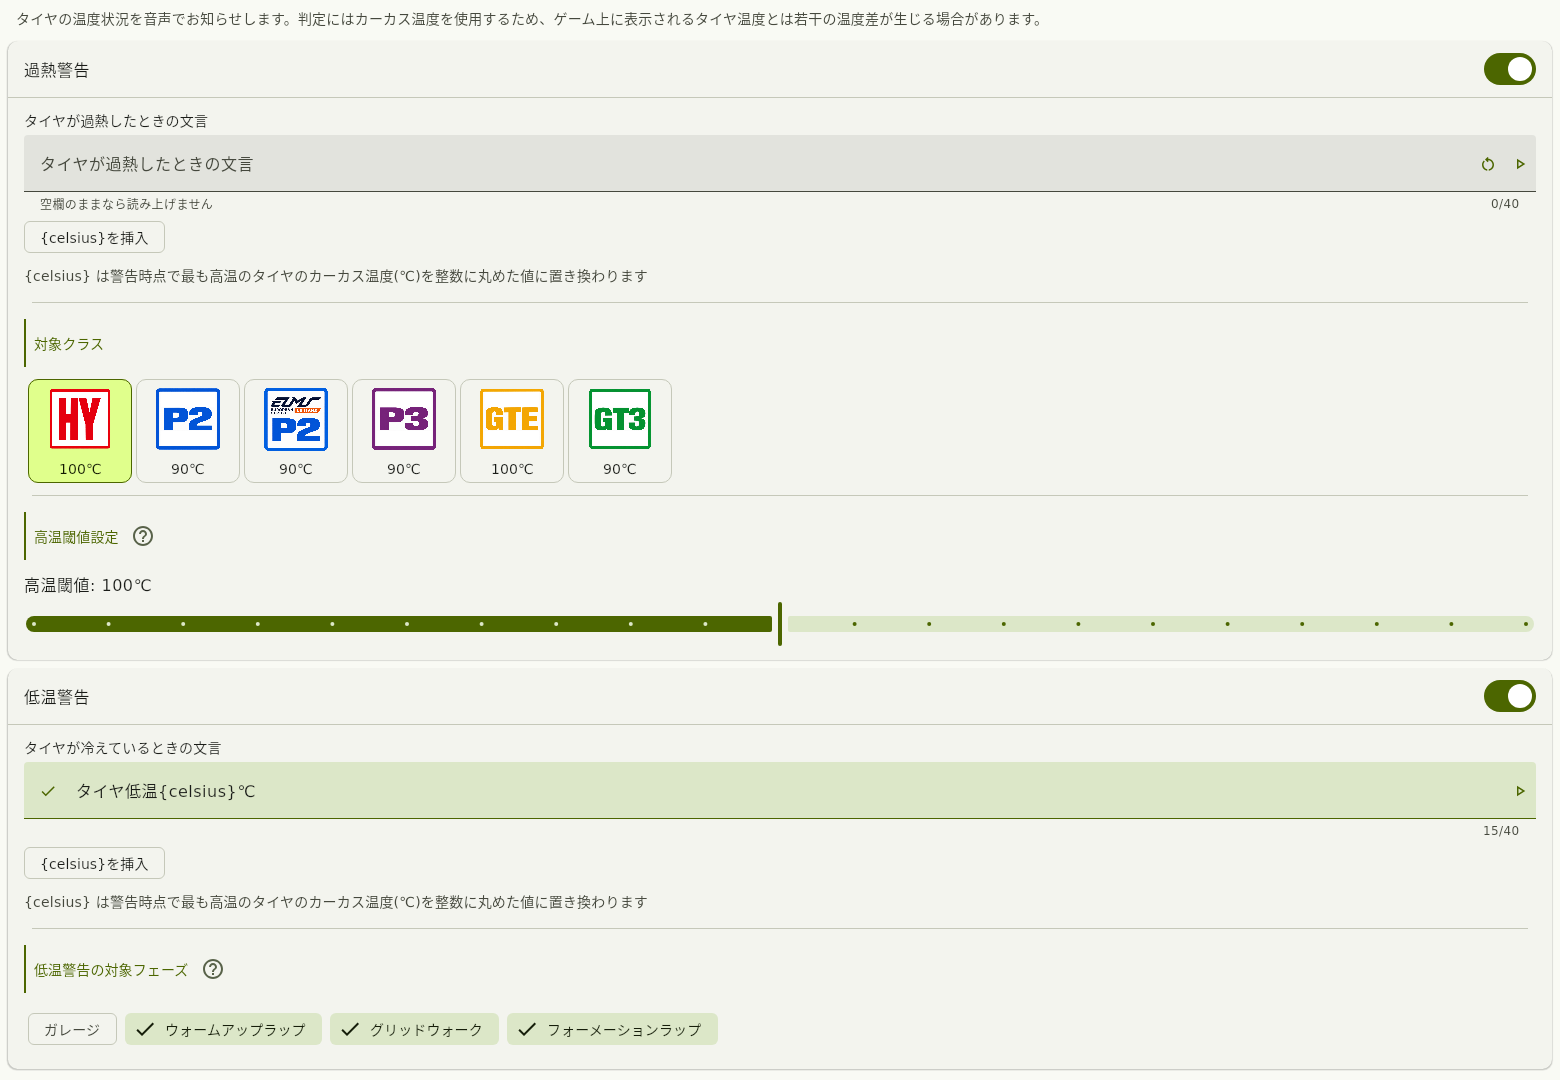 タイヤの温度状況を音声でお知らせします。判定にはカーカス温度を使用するため、ゲーム上に表示されるタイヤ温度とは若干の温度差が生じる場合があります。
過熱警告
タイヤが過熱したときの文言
タイヤが過熱したときの文言
空欄のままなら読み上げません 0/40
{celsius}を挿入
{celsius} は警告時点で最も高温のタイヤのカーカス温度(℃)を整数に丸めた値に置き換わります
対象クラス
HY P2 ELMS P2 P3 GTE GT3
100℃ 90℃ 90℃ 90℃ 100℃ 90℃
高温閾値設定
高温閾値: 100℃
低温警告
タイヤが冷えているときの文言
タイヤ低温{celsius}℃
15/40
{celsius}を挿入
{celsius} は警告時点で最も高温のタイヤのカーカス温度(℃)を整数に丸めた値に置き換わります
低温警告の対象フェーズ
ガレージ ウォームアップラップ グリッドウォーク フォーメーションラップ